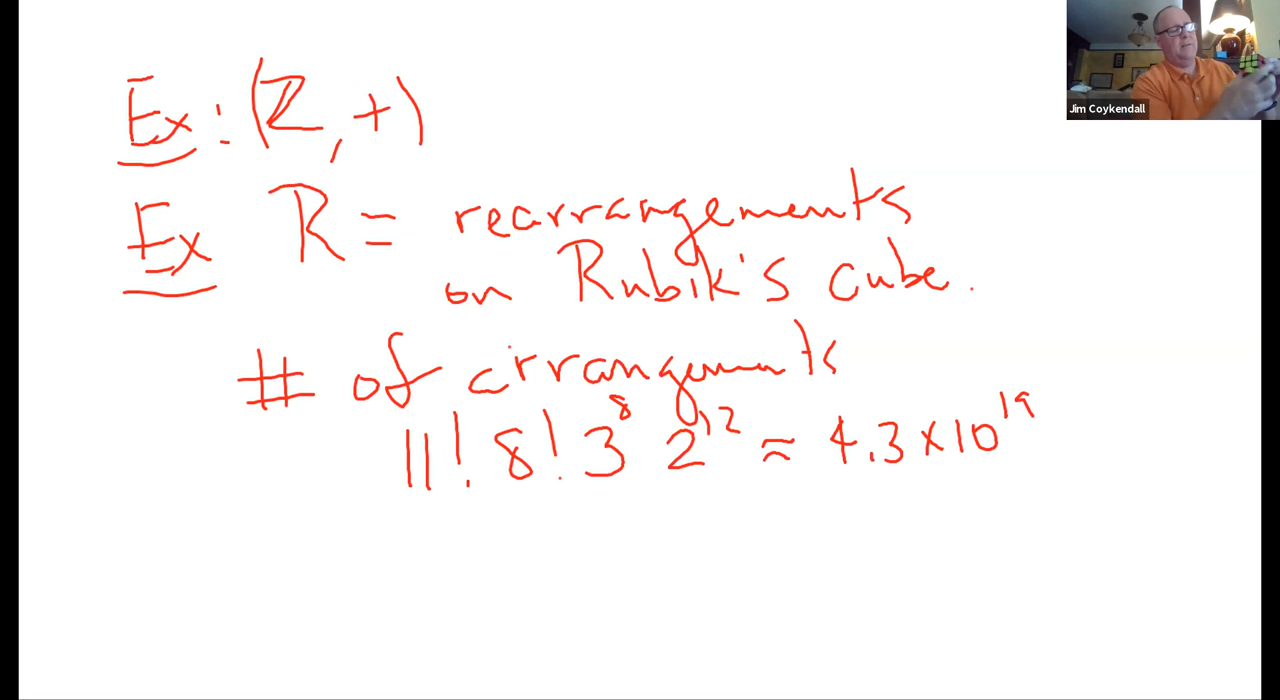 Ex : (ℤ, +)
Ex R = rearrangements
on Rubik's cube.
# of arrangements
11! 8! 3^8 2^12 ≈ 4.3 × 10^19
Jim Coykendall